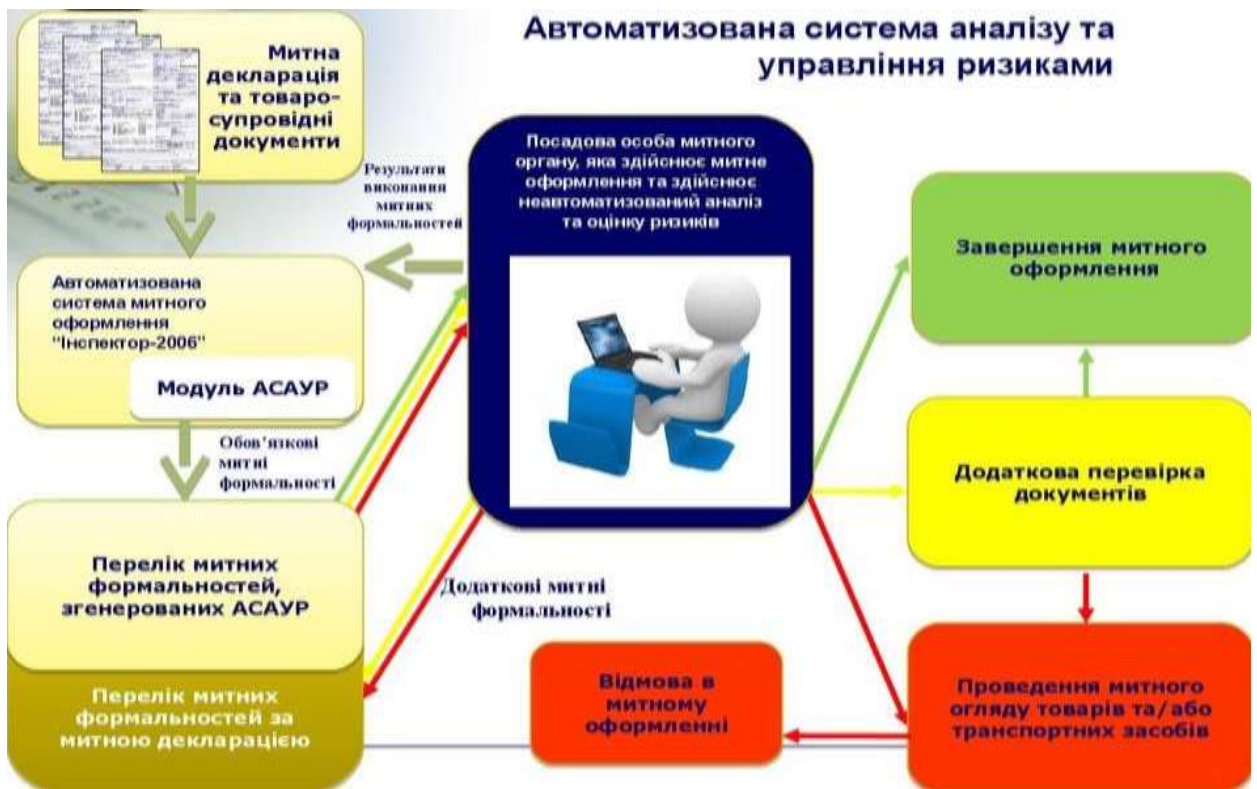 Автоматизована система аналізу та
управління ризиками
Митна
декларація
та товаро-
супровідні
документи
Результати
виконання
митних
формальностей
Посадова особа митного
органу, яка здійснює митне
оформлення та здійснює
неавтоматизований аналіз
та оцінку ризиків
Завершення митного
оформлення
Автоматизована
система митного
оформлення
"Інспектор-2006"
Модуль АСАУР
Обов'язкові
митні
формальності
Додаткова перевірка
документів
Перелік митних
формальностей,
згенерованих АСАУР
Додаткові митні
формальності
Перелік митних
формальностей за
митною декларацією
Відмова в
митному
оформленні
Проведення митного
огляду товарів та/або
транспортних засобів